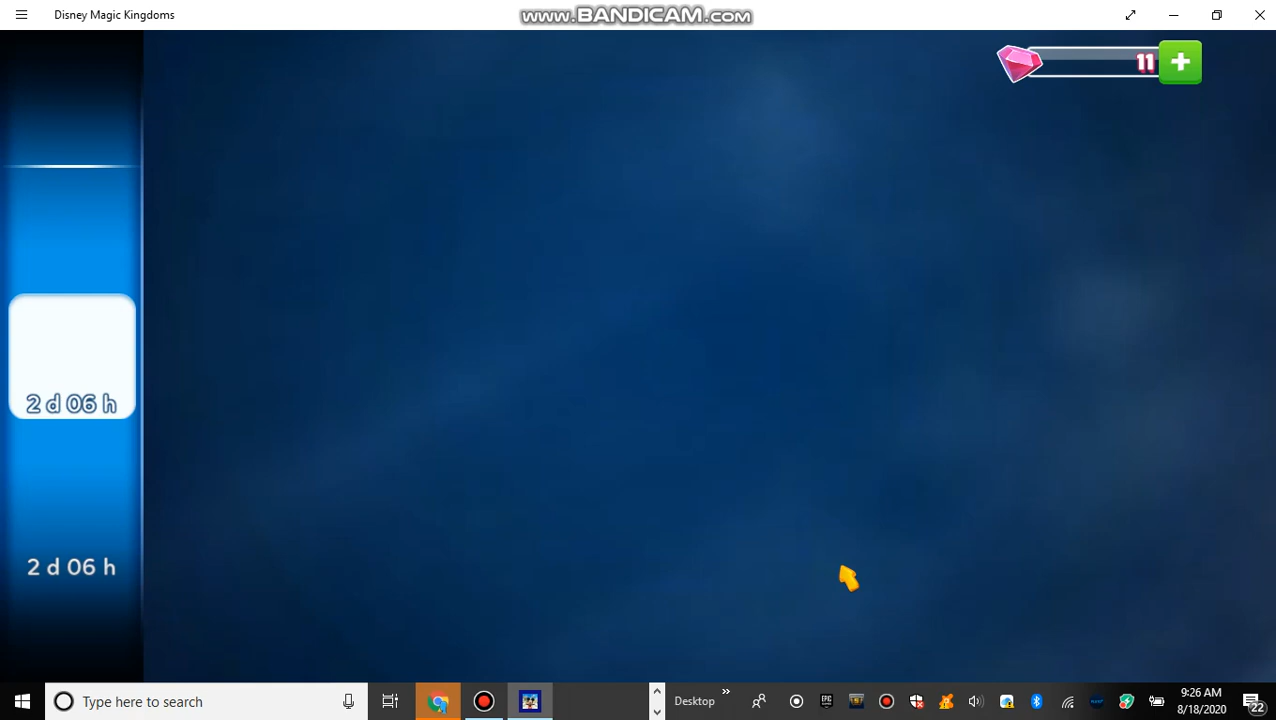 Disney Magic Kingdoms
www.BANDICAM.com
11
2 d 06 h
2 d 06 h
Type here to search
EPIC
Desktop
9:26 AM
8/18/2020
22